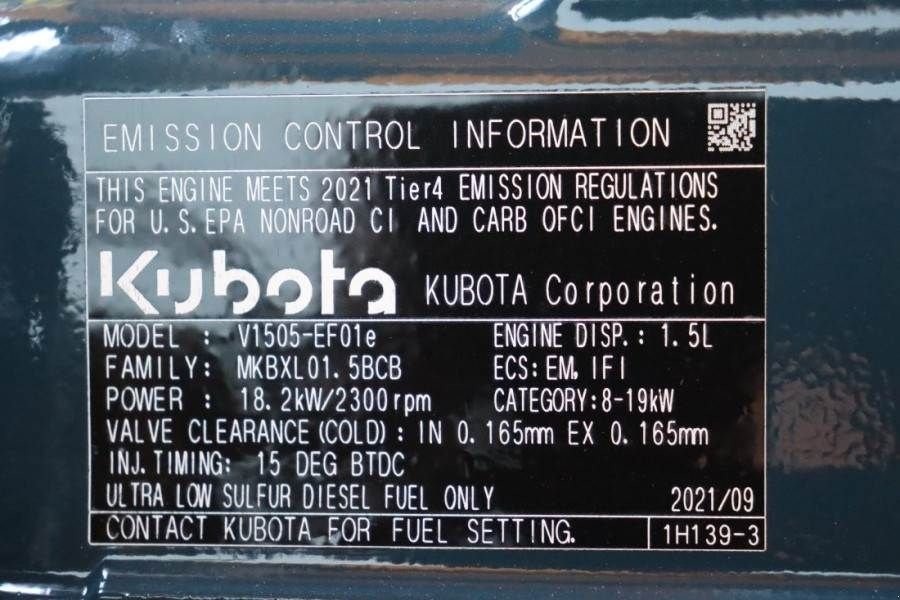 EMISSION CONTROL INFORMATION
THIS ENGINE MEETS 2021 Tier4 EMISSION REGULATIONS
FOR U.S.EPA NONROAD CI AND CARB OFCI ENGINES.
Kubota KUBOTA Corporation
MODEL : V1505-EF01e ENGINE DISP.: 1.5L
FAMILY: MKBXL01.5BCB ECS:EM,IFI
POWER : 18.2kW/2300rpm CATEGORY:8-19kW
VALVE CLEARANCE(COLD): IN 0.165mm EX 0.165mm
INJ.TIMING: 15 DEG BTDC
ULTRA LOW SULFUR DIESEL FUEL ONLY 2021/09
CONTACT KUBOTA FOR FUEL SETTING. 1H139-3